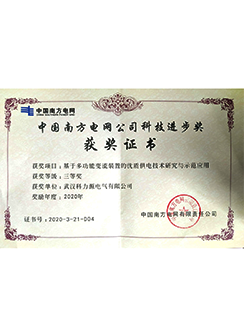 中国南方电网
中国南方电网公司科技进步奖
获奖证书
获奖项目：基于多功能变流装置的优质供电技术研究与示范应用
获奖等级：三等奖
获奖单位：武汉科力源电气有限公司
奖励年度：2020年
证书号：2020-3-21-004
中国南方电网有限责任公司